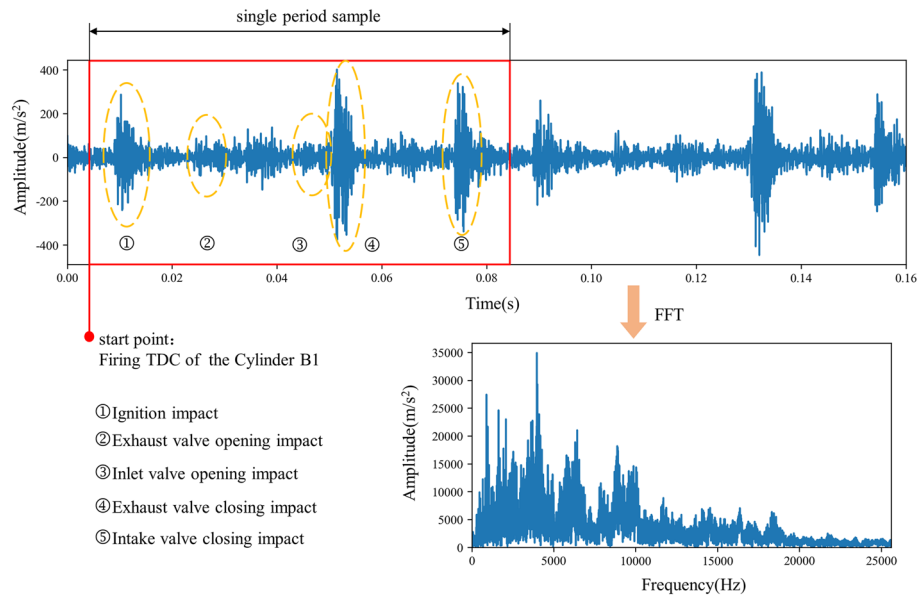 single period sample
Amplitude(m/s²)
400
200
0
-200
-400
① ② ③ ④ ⑤
0.00 0.02 0.04 0.06 0.08 0.10 0.12 0.14 0.16
Time(s)
FFT
start point：
Firing TDC of the Cylinder B1
①Ignition impact
②Exhaust valve opening impact
③Inlet valve opening impact
④Exhaust valve closing impact
⑤Intake valve closing impact
Amplitude(m/s²)
35000
30000
25000
20000
15000
10000
5000
0
0 5000 10000 15000 20000 25000
Frequency(Hz)